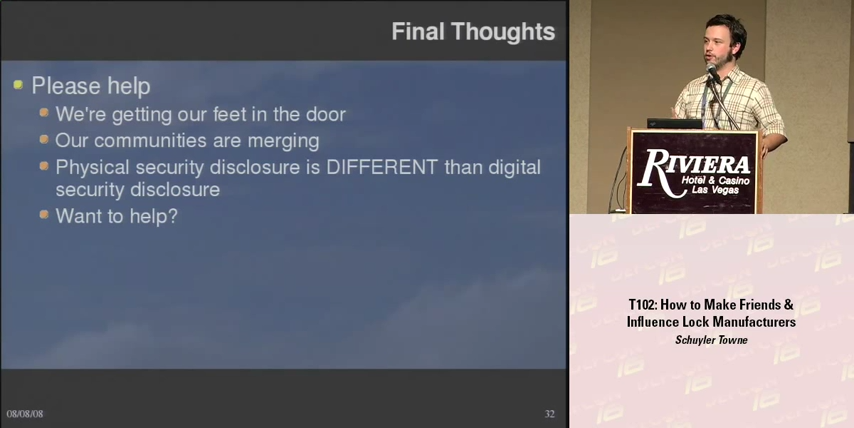 Final Thoughts
Please help
We're getting our feet in the door
Our communities are merging
Physical security disclosure is DIFFERENT than digital
security disclosure
Want to help?
08/08/08
32
RIVIERA
Hotel & Casino
Las Vegas
T102: How to Make Friends &
Influence Lock Manufacturers
Schuyler Towne